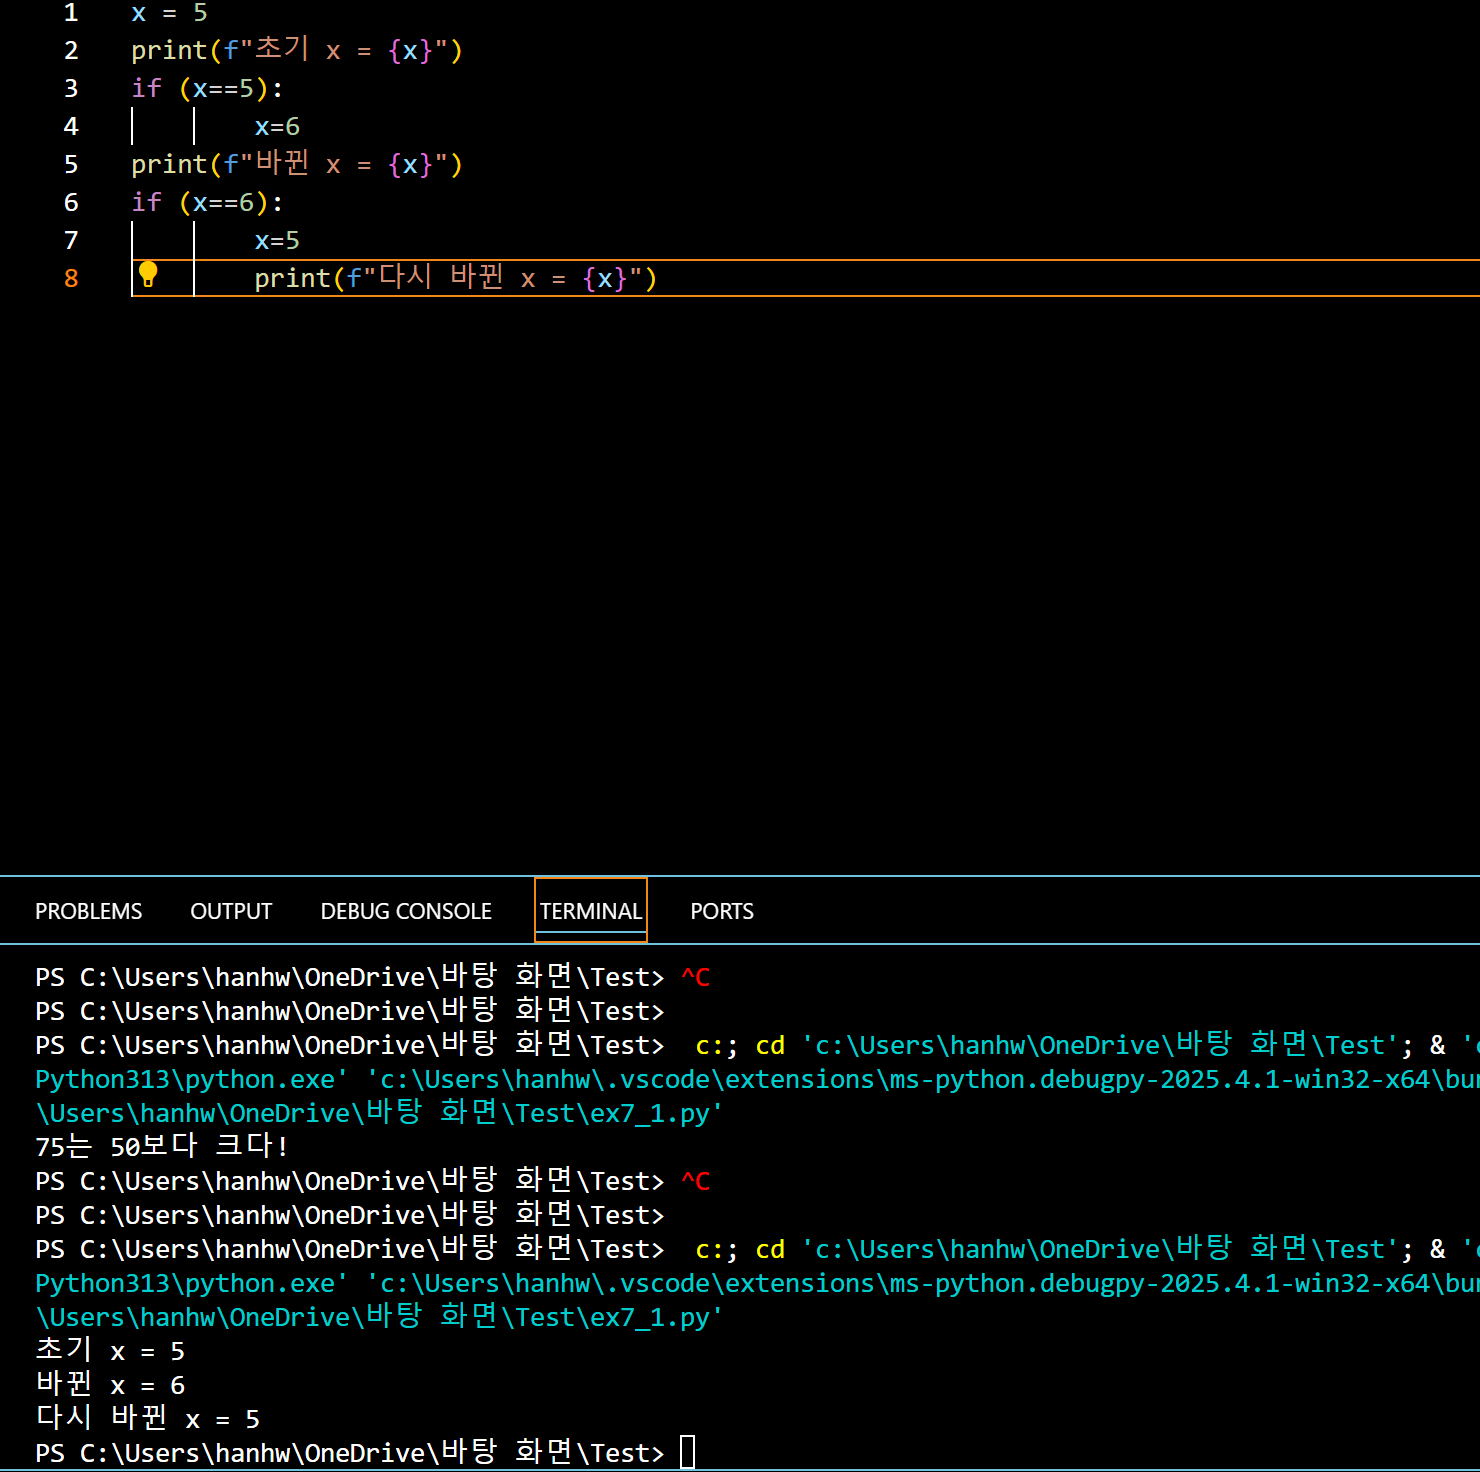 1 x = 5
2 print(f"초기 x = {x}")
3 if (x==5):
4         x=6
5 print(f"바뀐 x = {x}")
6 if (x==6):
7         x=5
8         print(f"다시 바뀐 x = {x}")
PROBLEMS OUTPUT DEBUG CONSOLE TERMINAL PORTS
PS C:\Users\hanhw\OneDrive\바탕 화면\Test> ^C
PS C:\Users\hanhw\OneDrive\바탕 화면\Test>
PS C:\Users\hanhw\OneDrive\바탕 화면\Test>  c:; cd 'c:\Users\hanhw\OneDrive\바탕 화면\Test'; & 'c
Python313\python.exe' 'c:\Users\hanhw\.vscode\extensions\ms-python.debugpy-2025.4.1-win32-x64\bun
\Users\hanhw\OneDrive\바탕 화면\Test\ex7_1.py'
75는 50보다 크다!
PS C:\Users\hanhw\OneDrive\바탕 화면\Test> ^C
PS C:\Users\hanhw\OneDrive\바탕 화면\Test>
PS C:\Users\hanhw\OneDrive\바탕 화면\Test>  c:; cd 'c:\Users\hanhw\OneDrive\바탕 화면\Test'; & 'c
Python313\python.exe' 'c:\Users\hanhw\.vscode\extensions\ms-python.debugpy-2025.4.1-win32-x64\bun
\Users\hanhw\OneDrive\바탕 화면\Test\ex7_1.py'
초기 x = 5
바뀐 x = 6
다시 바뀐 x = 5
PS C:\Users\hanhw\OneDrive\바탕 화면\Test>